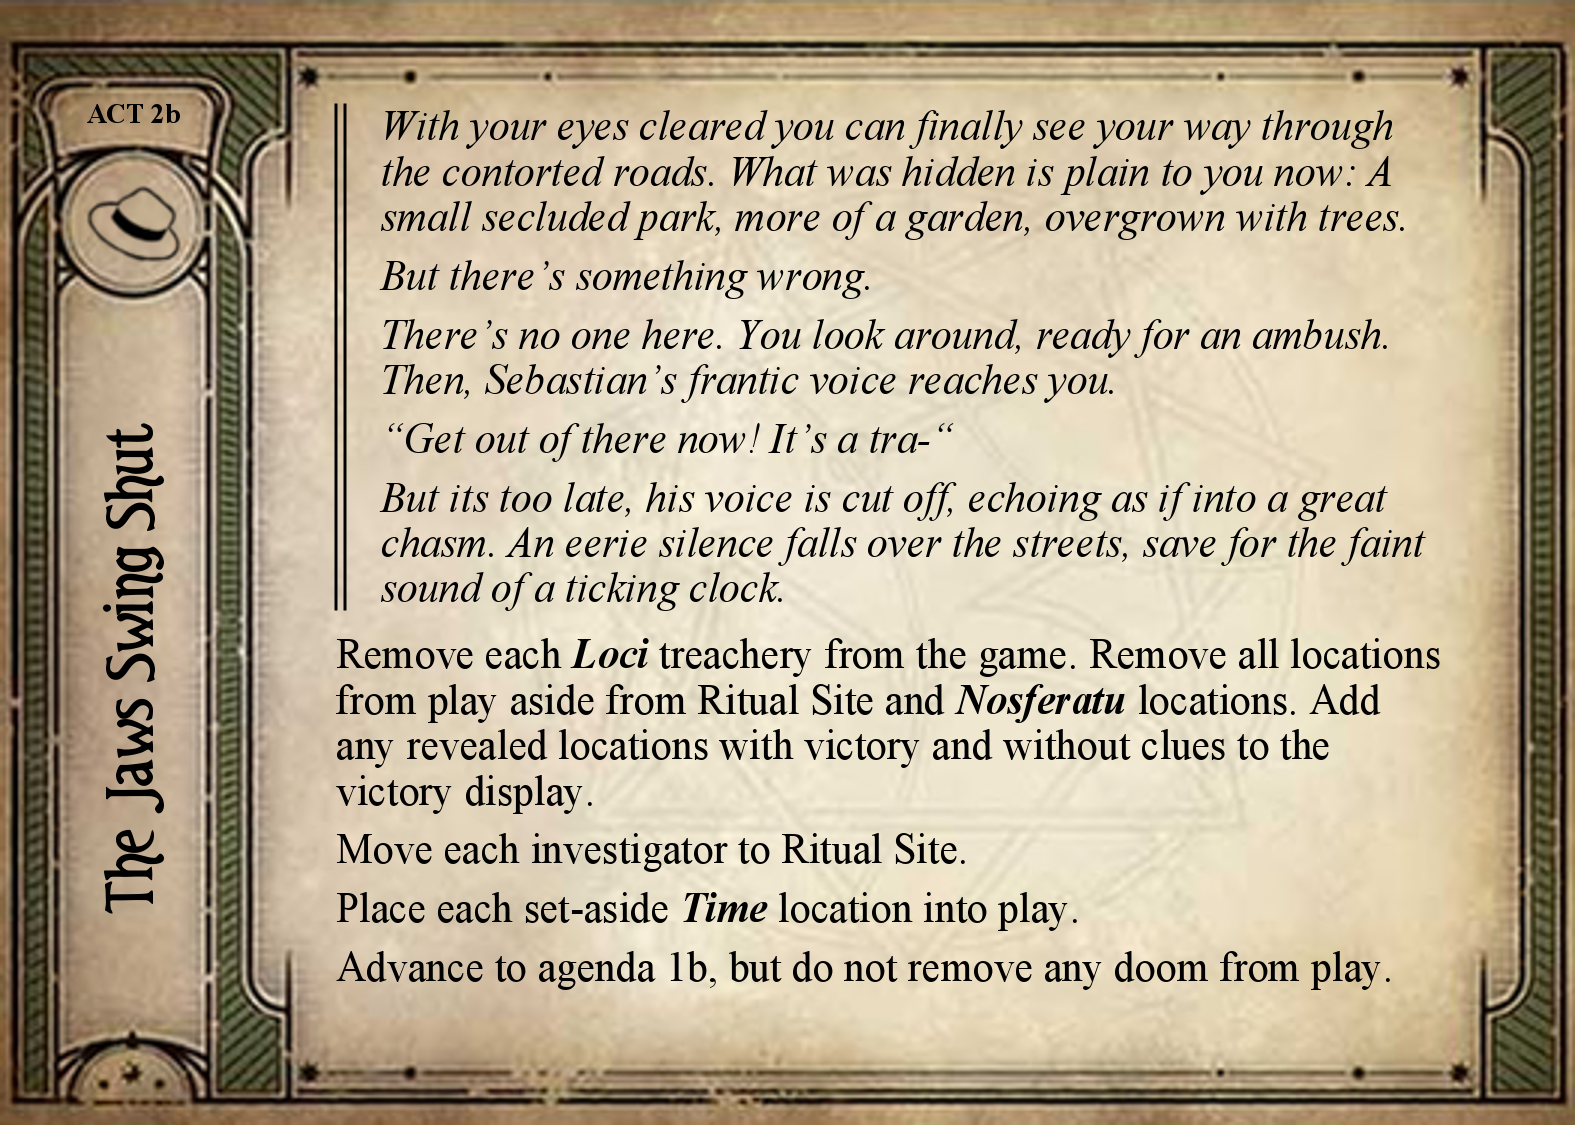 ACT 2b
The Jaws Swing Shut
With your eyes cleared you can finally see your way through
the contorted roads. What was hidden is plain to you now: A
small secluded park, more of a garden, overgrown with trees.
But there’s something wrong.
There’s no one here. You look around, ready for an ambush.
Then, Sebastian’s frantic voice reaches you.
“Get out of there now! It’s a tra-“
But its too late, his voice is cut off, echoing as if into a great
chasm. An eerie silence falls over the streets, save for the faint
sound of a ticking clock.
Remove each Loci treachery from the game. Remove all locations
from play aside from Ritual Site and Nosferatu locations. Add
any revealed locations with victory and without clues to the
victory display.
Move each investigator to Ritual Site.
Place each set-aside Time location into play.
Advance to agenda 1b, but do not remove any doom from play.